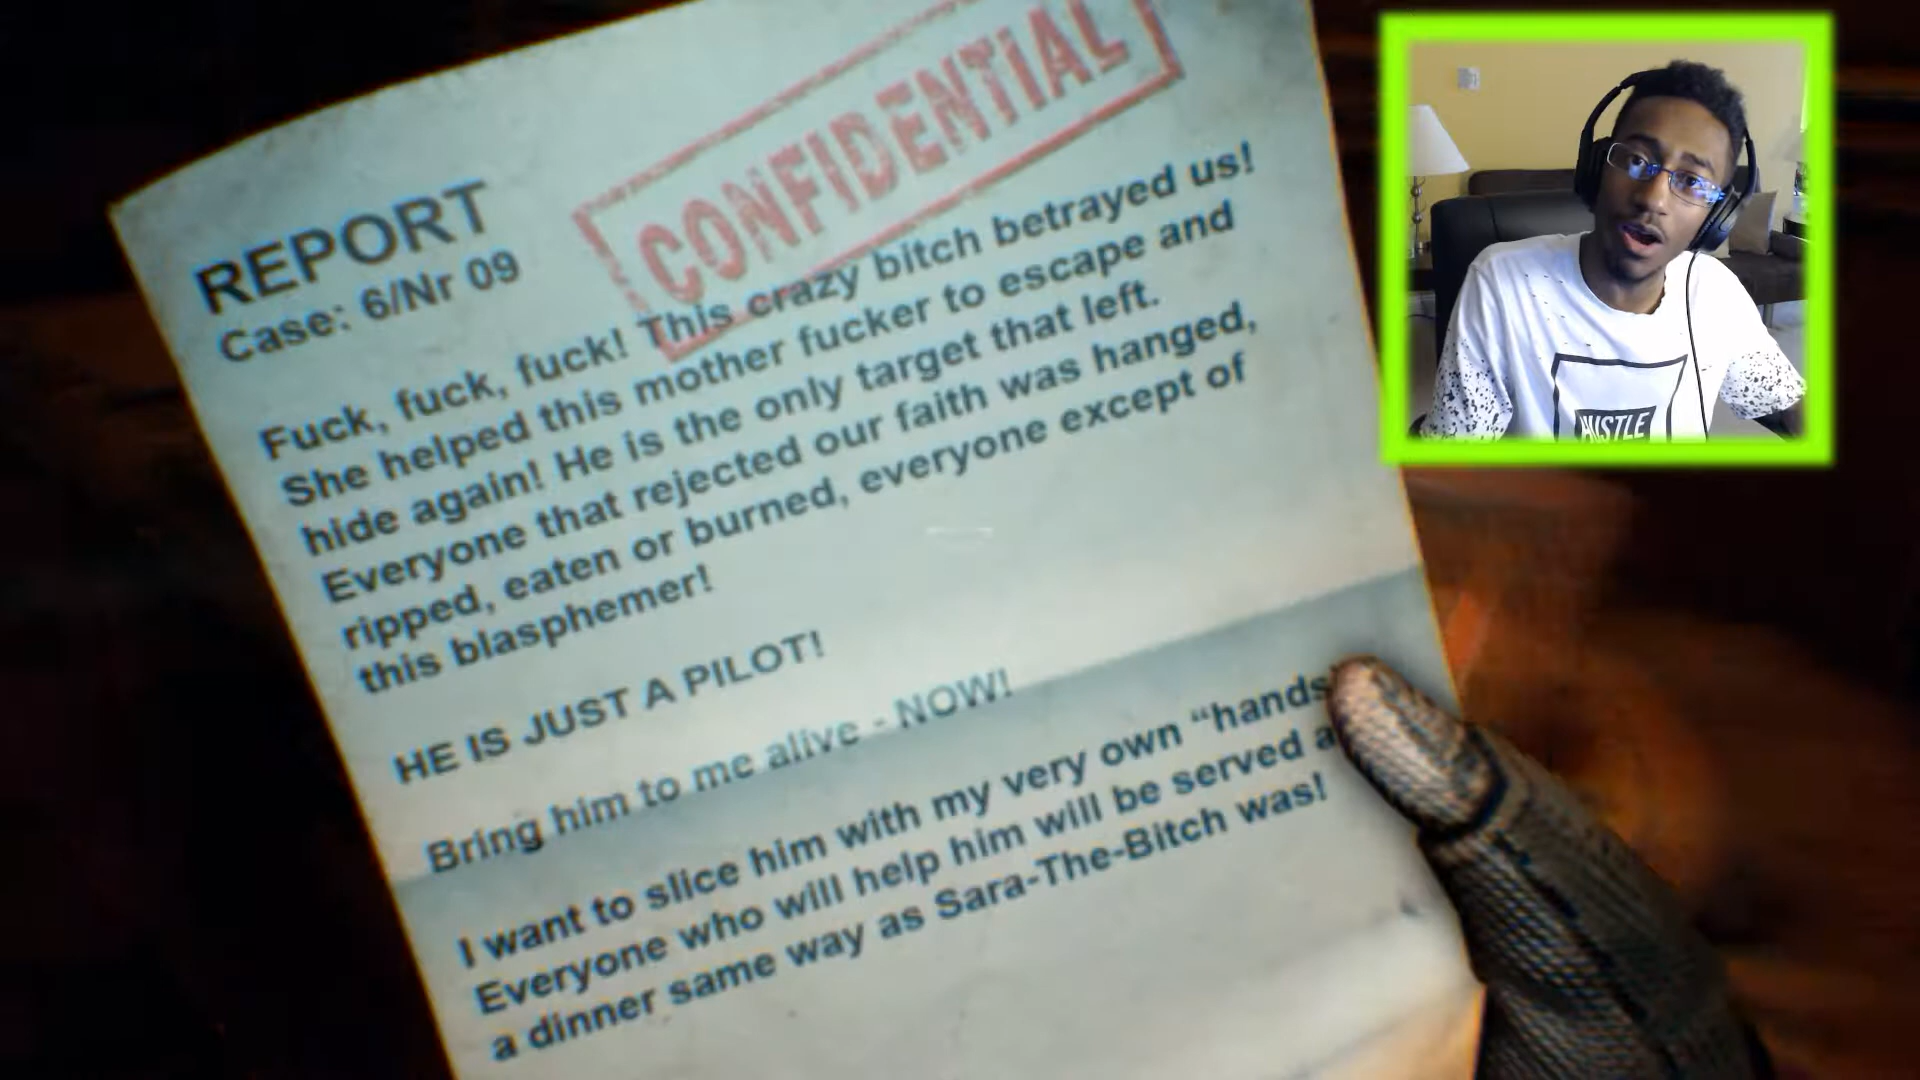 CONFIDENTIAL
REPORT
Case: 6/Nr 09
Fuck, fuck, fuck! This crazy bitch betrayed us!
She helped this mother fucker to escape and
hide again! He is the only target that left.
Everyone that rejected our faith was hanged,
ripped, eaten or burned, everyone except of
this blasphemer!
HE IS JUST A PILOT!
Bring him to me alive - NOW!
I want to slice him with my very own “hands
Everyone who will help him will be served a
a dinner same way as Sara-The-Bitch was!
HUSTLE